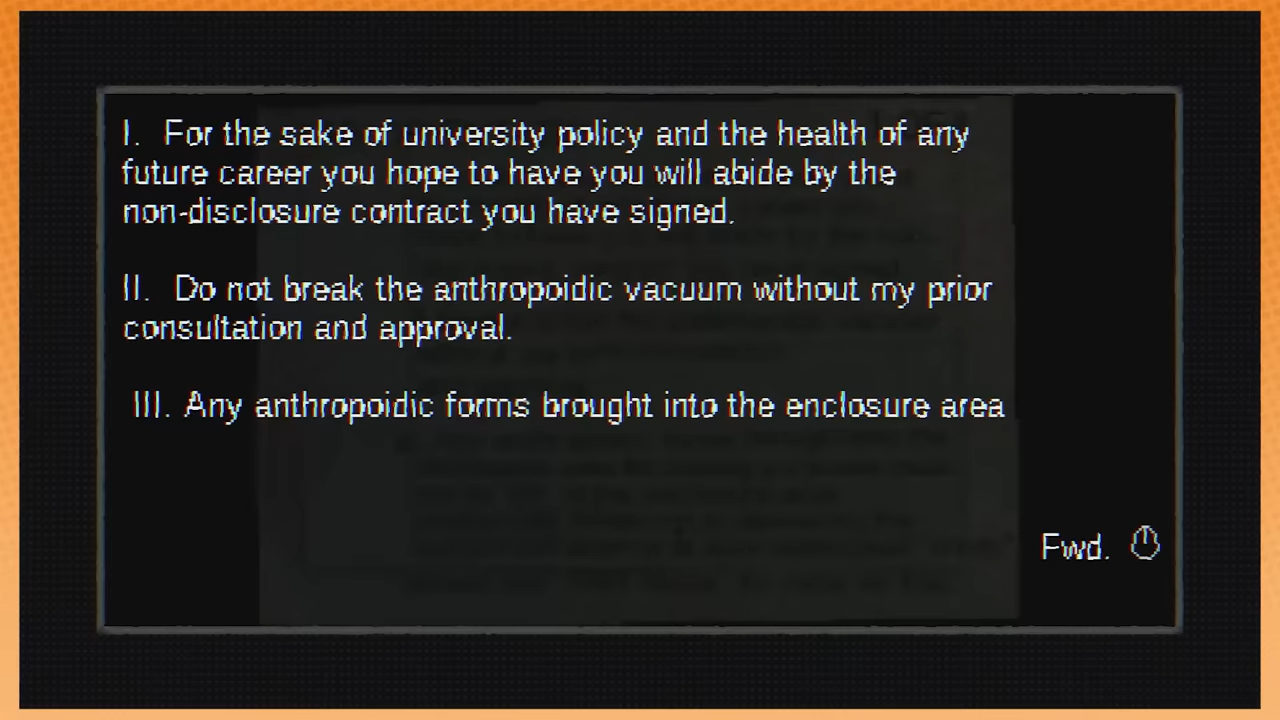 I. For the sake of university policy and the health of any
future career you hope to have you will abide by the
non-disclosure contract you have signed.
II. Do not break the anthropoidic vacuum without my prior
consultation and approval.
III. Any anthropoidic forms brought into the enclosure area
Fwd.